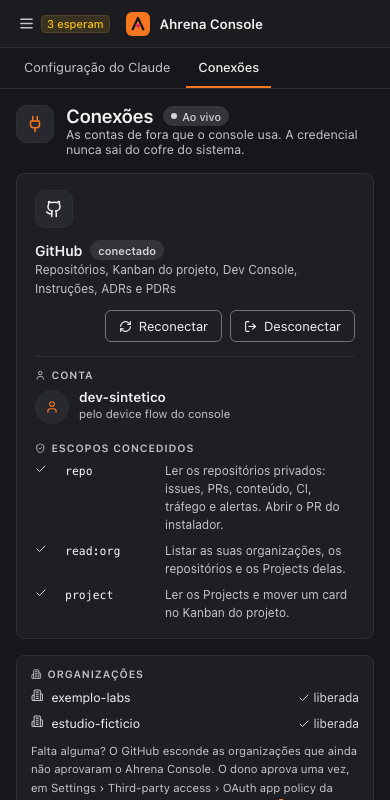 3 esperam
Ahrena Console
Configuração do Claude
Conexões
Conexões
Ao vivo
As contas de fora que o console usa. A credencial
nunca sai do cofre do sistema.
GitHub
conectado
Repositórios, Kanban do projeto, Dev Console,
Instruções, ADRs e PDRs
Reconectar
Desconectar
CONTA
dev-sintetico
pelo device flow do console
ESCOPOS CONCEDIDOS
repo
Ler os repositórios privados:
issues, PRs, conteúdo, CI,
tráfego e alertas. Abrir o PR do
instalador.
read:org
Listar as suas organizações, os
repositórios e os Projects delas.
project
Ler os Projects e mover um card
no Kanban do projeto.
ORGANIZAÇÕES
exemplo-labs
liberada
estudio-ficticio
liberada
Falta alguma? O GitHub esconde as organizações que ainda
não aprovaram o Ahrena Console. O dono aprova uma vez,
em Settings › Third-party access › OAuth app policy da